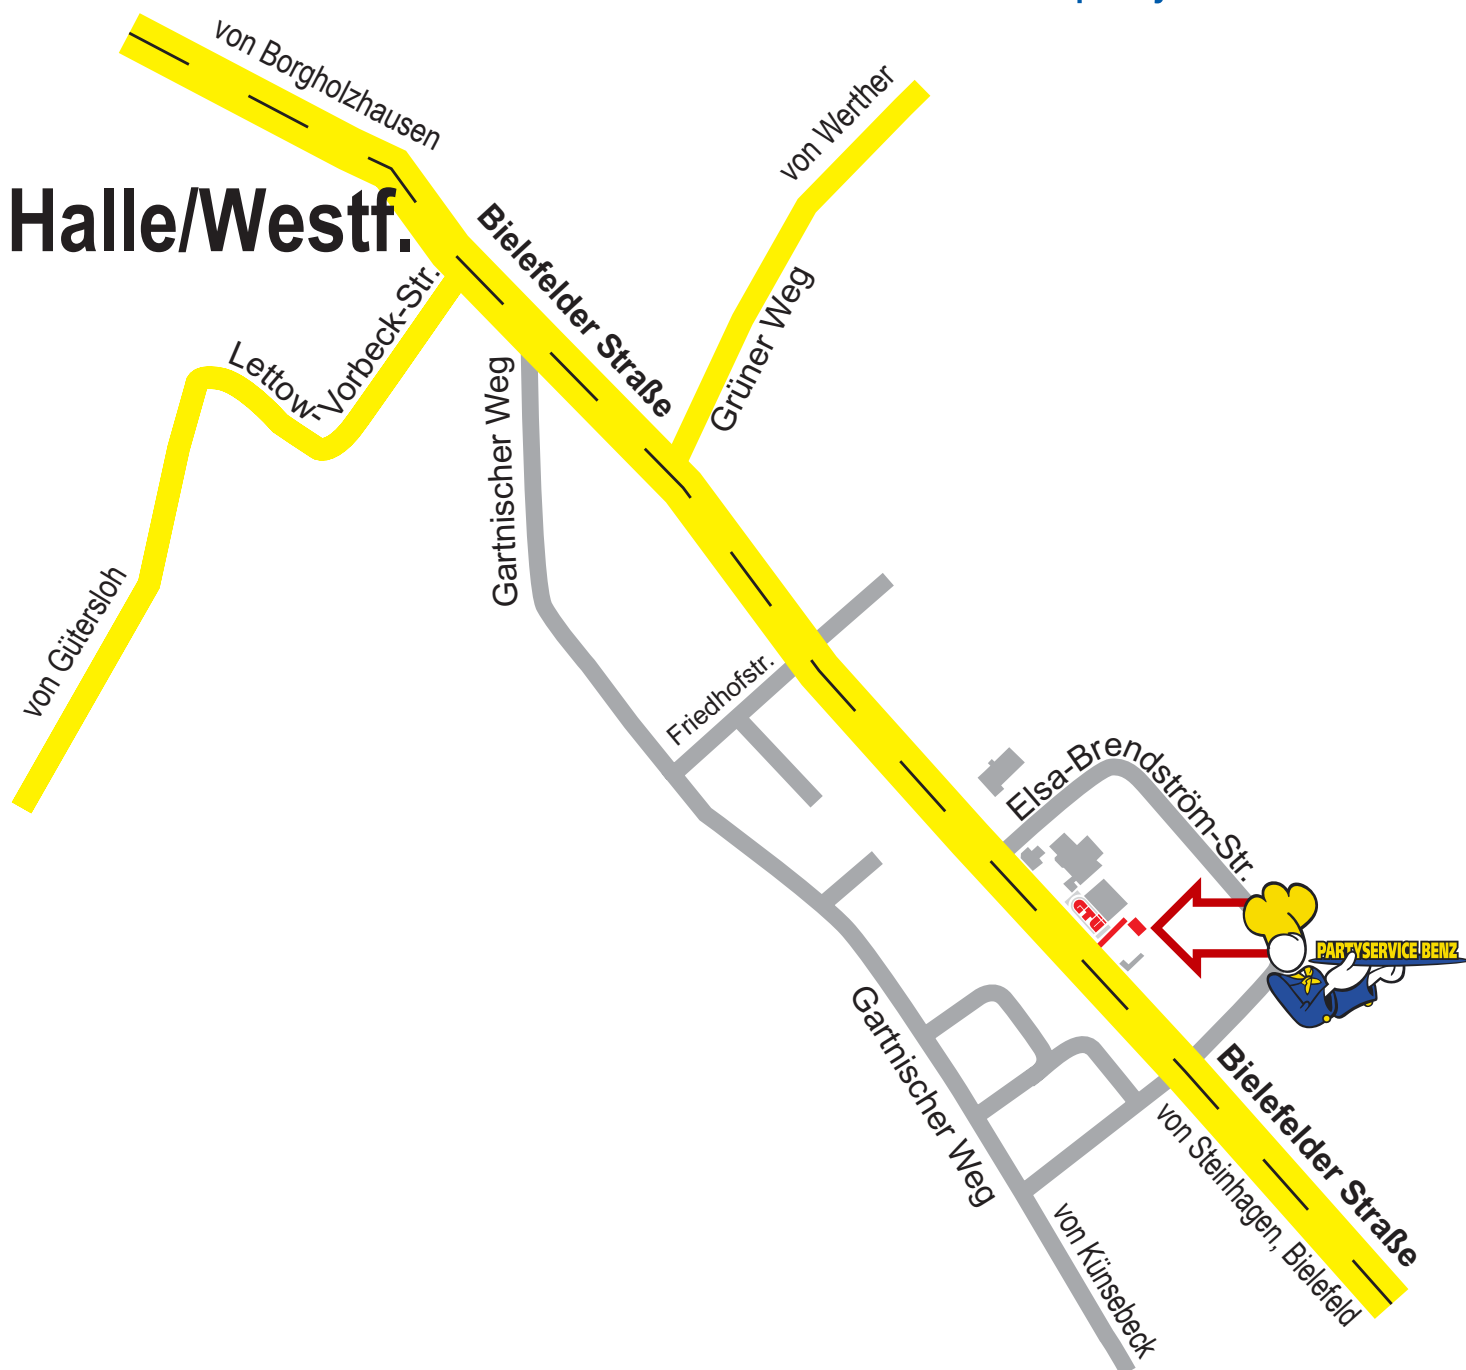 von Borgholzhausen
von Werther
Halle/Westf.
Bielefelder Straße
Grüner Weg
Lettow-Vorbeck-Str.
Gartnischer Weg
von Gütersloh
Friedhofstr.
Elsa-Brendström-Str.
GTÜ
PARTYSERVICE BENZ
Gartnischer Weg
Bielefelder Straße
von Steinhagen, Bielefeld
von Künsebeck